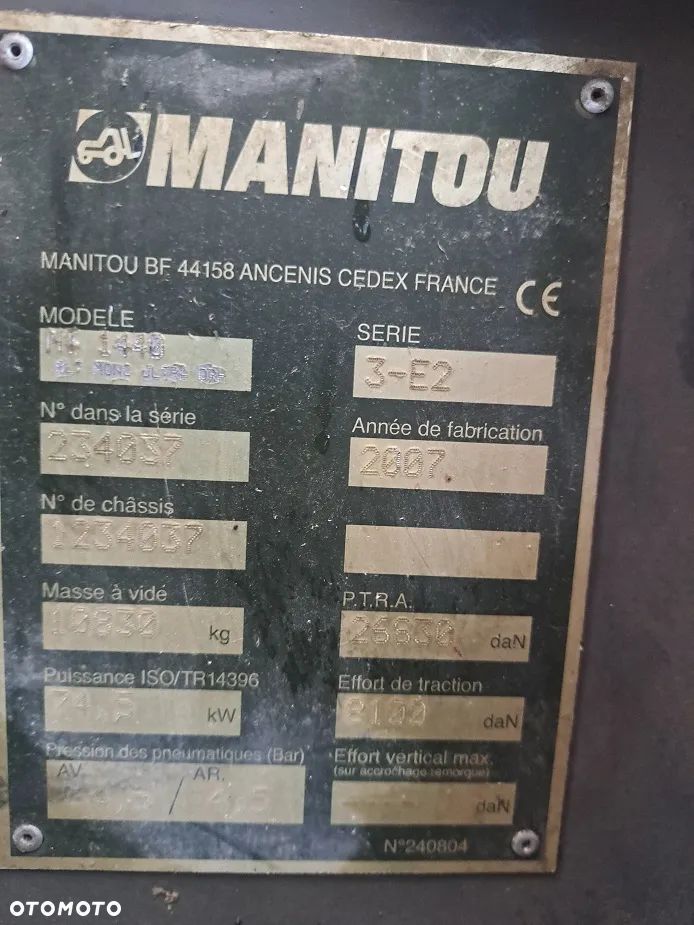 MANITOU
MANITOU BF 44158 ANCENIS CEDEX FRANCE CE
MODELE
1440
SERIE
3-E2
N° dans la série
234037
Année de fabrication
2007
N° de châssis
1234037
Masse à vide
10830 kg
P.T.R.A.
26630 daN
Puissance ISO/TR14396
74,5 kW
Effort de traction
8100 daN
Pression des pneumatiques (Bar)
AV. AR.
/
Effort vertical max.
(sur accrochage remorque)
daN
N°240804
OTOMOTO